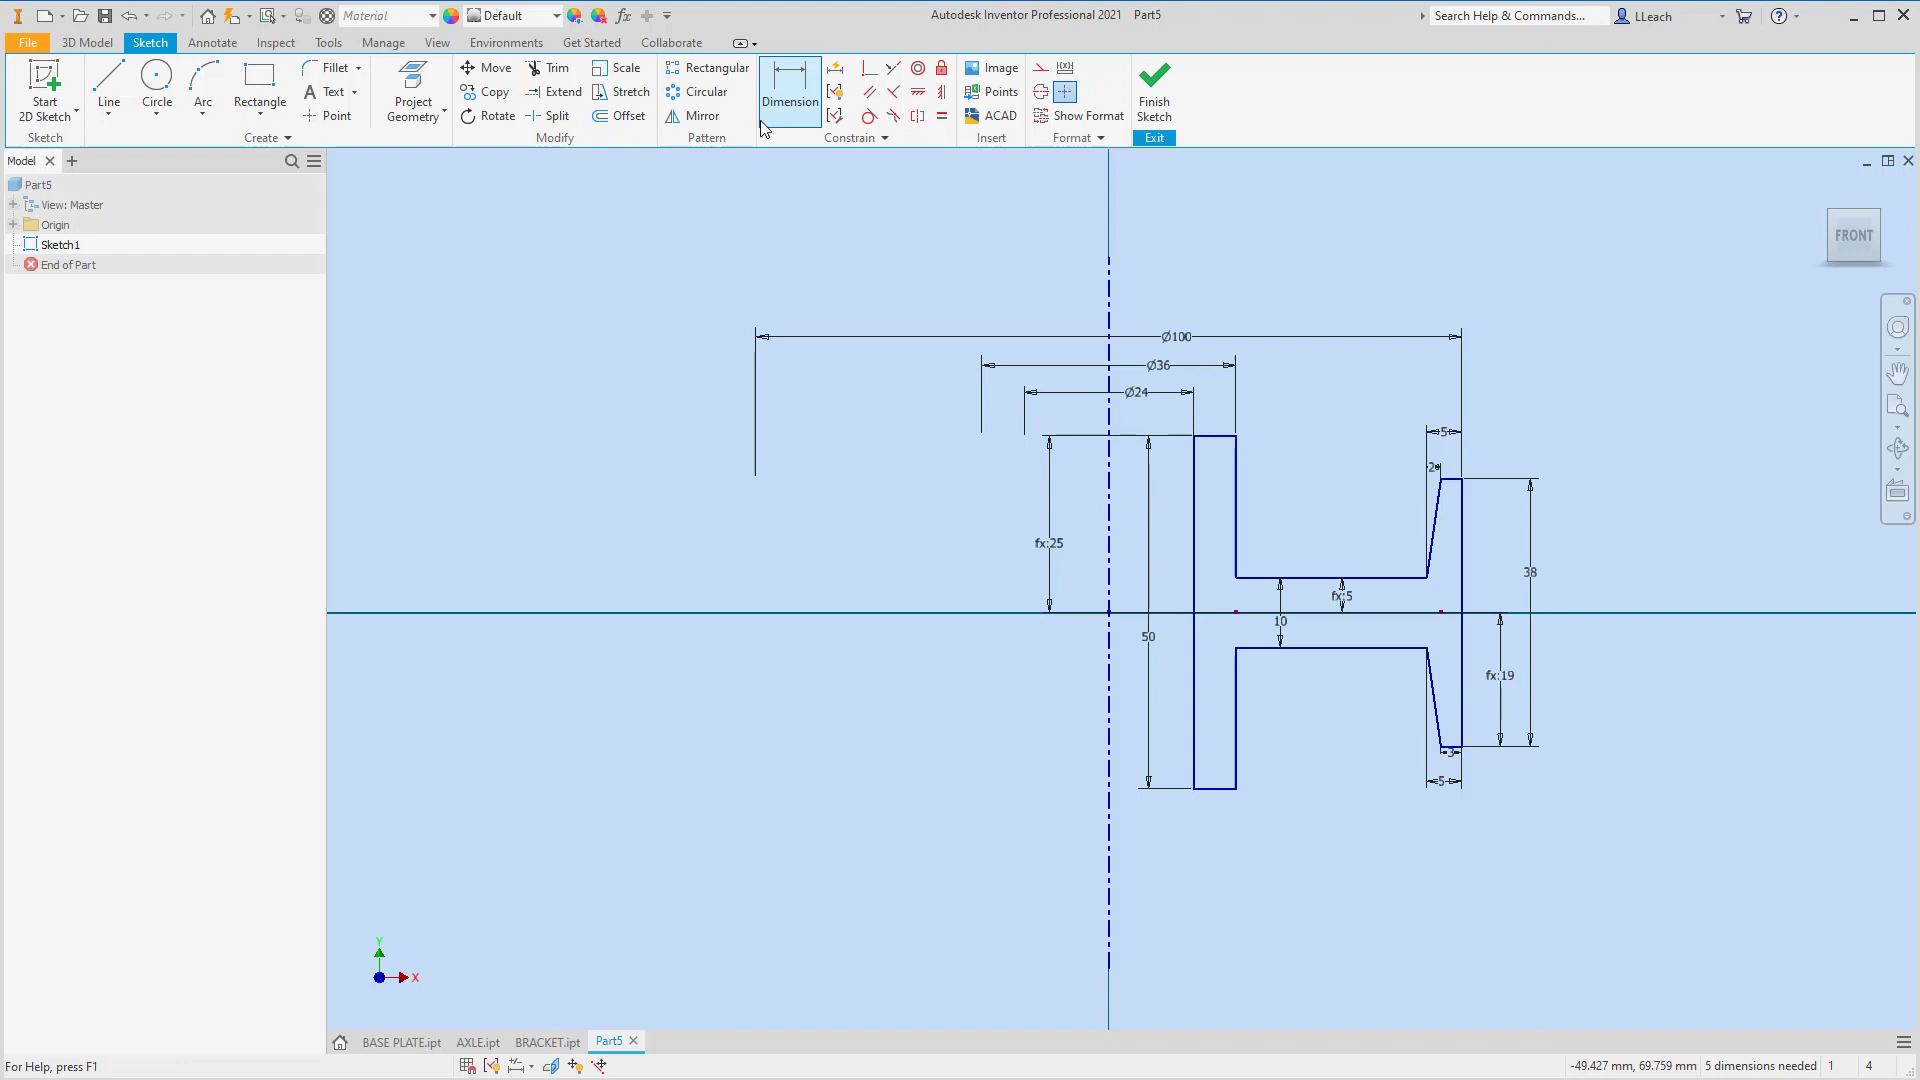 Material Default fx Autodesk Inventor Professional 2021 Part5 Search Help & Commands... LLeach
File 3D Model Sketch Annotate Inspect Tools Manage View Environments Get Started Collaborate
Start 2D Sketch
Line
Circle
Arc
Rectangle
Fillet
Text
Point
Project Geometry
Move Trim Scale
Copy Extend Stretch
Rotate Split Offset
Rectangular
Circular
Mirror
Dimension
Image
Points
ACAD
Show Format
Finish Sketch
Sketch Create Modify Pattern Constrain Insert Format Exit
Model
Part5
View: Master
Origin
Sketch1
End of Part
FRONT
Ø100
Ø36
Ø24
5
2
fx:25
38
fx:5
10
50
fx:19
3
5
Y
X
BASE PLATE.ipt AXLE.ipt BRACKET.ipt Part5
For Help, press F1
-49.427 mm, 69.759 mm 5 dimensions needed 1 4